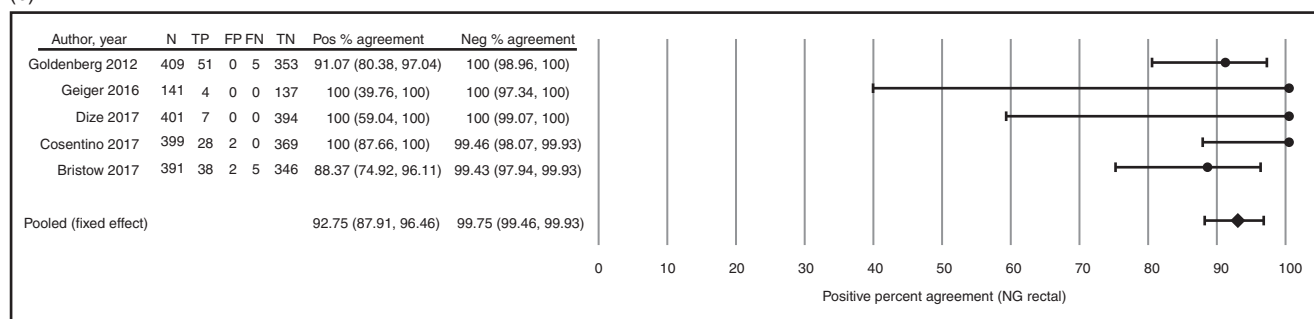 Author, year N TP FP FN TN Pos % agreement Neg % agreement
Goldenberg 2012 409 51 0 5 353 91.07 (80.38, 97.04) 100 (98.96, 100)
Geiger 2016 141 4 0 0 137 100 (39.76, 100) 100 (97.34, 100)
Dize 2017 401 7 0 0 394 100 (59.04, 100) 100 (99.07, 100)
Cosentino 2017 399 28 2 0 369 100 (87.66, 100) 99.46 (98.07, 99.93)
Bristow 2017 391 38 2 5 346 88.37 (74.92, 96.11) 99.43 (97.94, 99.93)
Pooled (fixed effect) 92.75 (87.91, 96.46) 99.75 (99.46, 99.93)
0 10 20 30 40 50 60 70 80 90 100
Positive percent agreement (NG rectal)